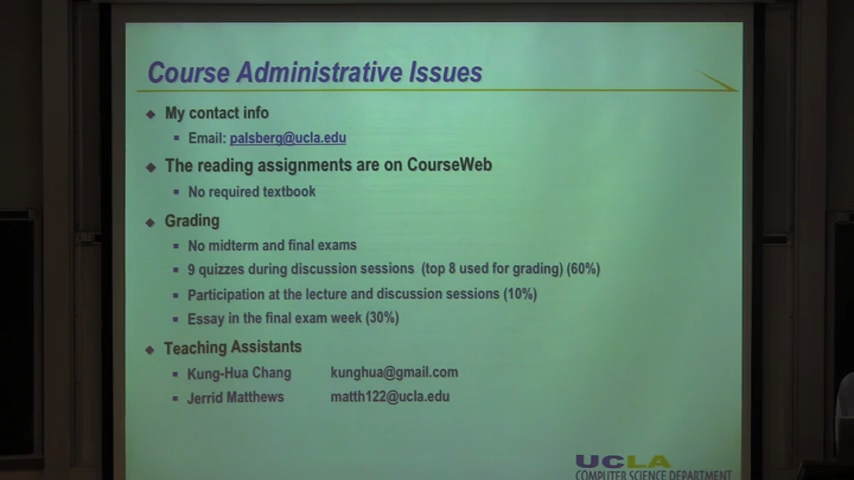 Course Administrative Issues
My contact info
Email: palsberg@ucla.edu
The reading assignments are on CourseWeb
No required textbook
Grading
No midterm and final exams
9 quizzes during discussion sessions (top 8 used for grading) (60%)
Participation at the lecture and discussion sessions (10%)
Essay in the final exam week (30%)
Teaching Assistants
Kung-Hua Chang kunghua@gmail.com
Jerrid Matthews matth122@ucla.edu
UCLA
COMPUTER SCIENCE DEPARTMENT